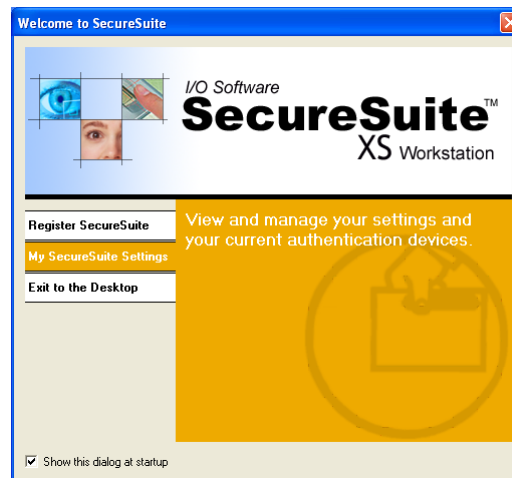 Welcome to SecureSuite
I/O Software
SecureSuite™
XS Workstation
Register SecureSuite
My SecureSuite Settings
Exit to the Desktop
View and manage your settings and
your current authentication devices.
Show this dialog at startup